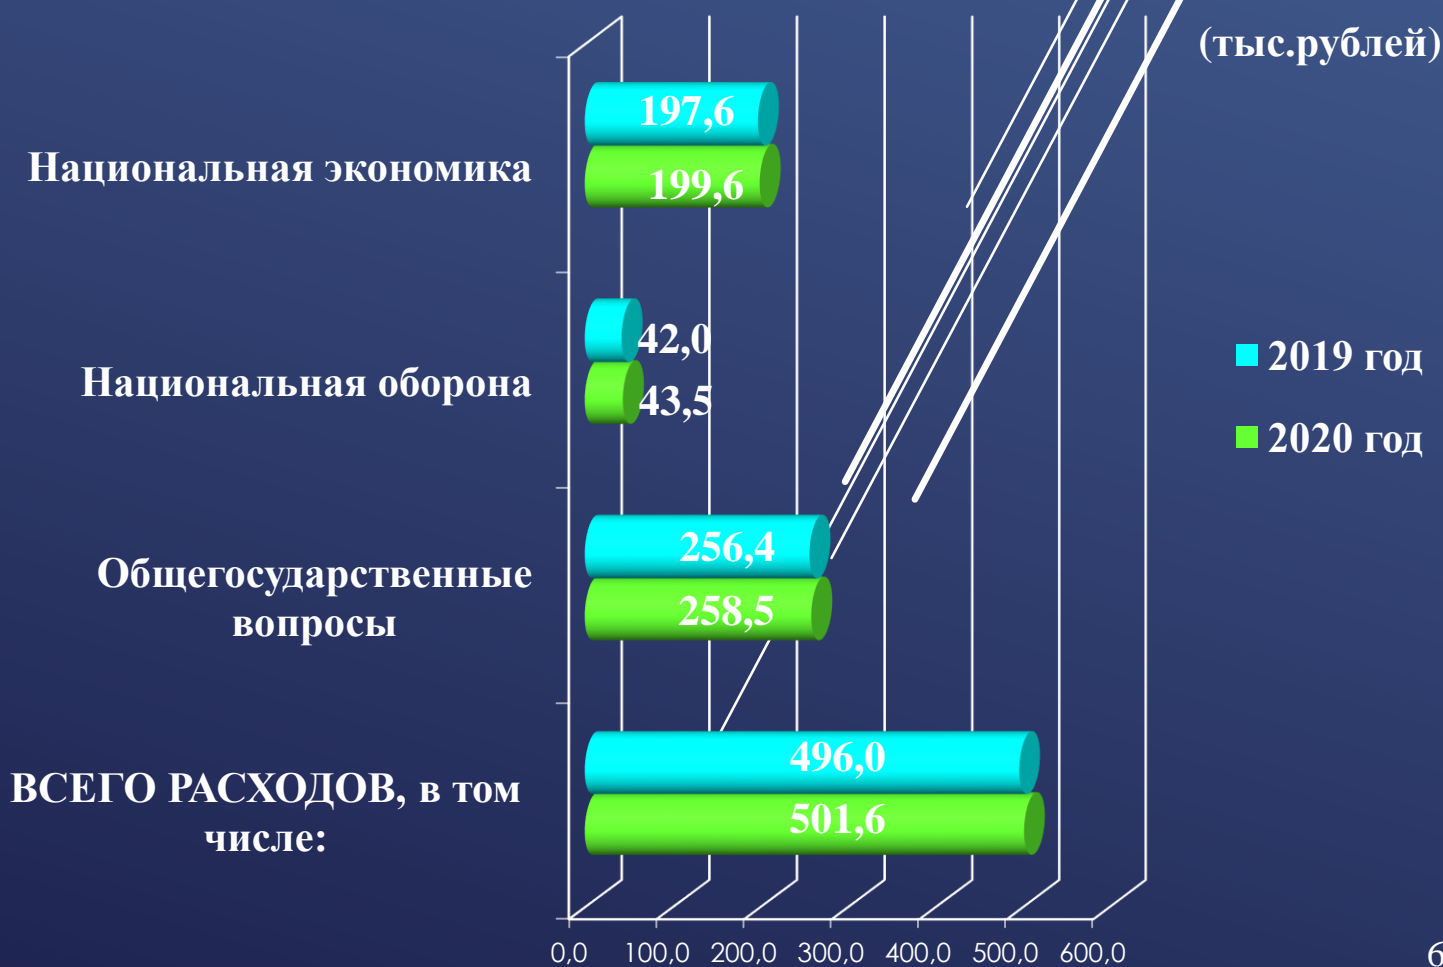 (тыс.рублей)
197,6
Национальная экономика
199,6
42,0
Национальная оборона
43,5
2019 год
2020 год
256,4
Общегосударственные
вопросы
258,5
496,0
ВСЕГО РАСХОДОВ, в том
числе:
501,6
0,0 100,0 200,0 300,0 400,0 500,0 600,0
6